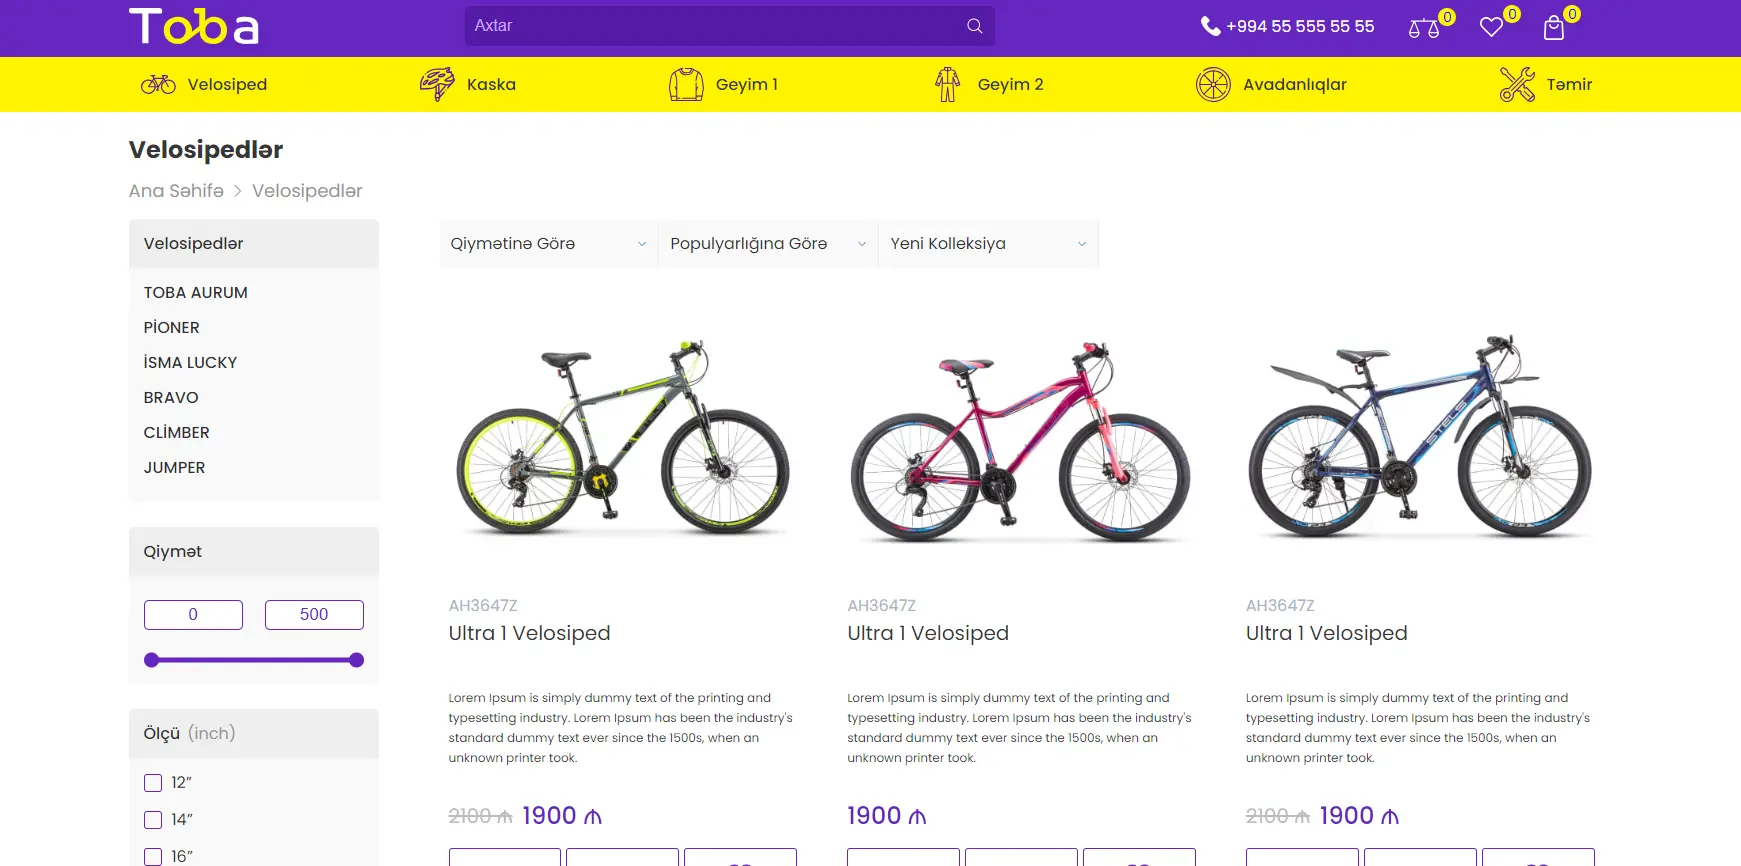 Toba
Axtar
+994 55 555 55 55
0
0
0
Velosiped
Kaska
Geyim 1
Geyim 2
Avadanlıqlar
Təmir
Velosipedlər
Ana Səhifə > Velosipedlər
Velosipedlər
TOBA AURUM
PİONER
İSMA LUCKY
BRAVO
CLİMBER
JUMPER
Qiymət
0
500
Ölçü (inch)
12”
14”
16”
Qiymətinə Görə
Populyarlığına Görə
Yeni Kolleksiya
AH3647Z
Ultra 1 Velosiped
Lorem Ipsum is simply dummy text of the printing and
typesetting industry. Lorem Ipsum has been the industry's
standard dummy text ever since the 1500s, when an
unknown printer took.
2100 ₼ 1900 ₼
AH3647Z
Ultra 1 Velosiped
Lorem Ipsum is simply dummy text of the printing and
typesetting industry. Lorem Ipsum has been the industry's
standard dummy text ever since the 1500s, when an
unknown printer took.
1900 ₼
STELS
AH3647Z
Ultra 1 Velosiped
Lorem Ipsum is simply dummy text of the printing and
typesetting industry. Lorem Ipsum has been the industry's
standard dummy text ever since the 1500s, when an
unknown printer took.
2100 ₼ 1900 ₼